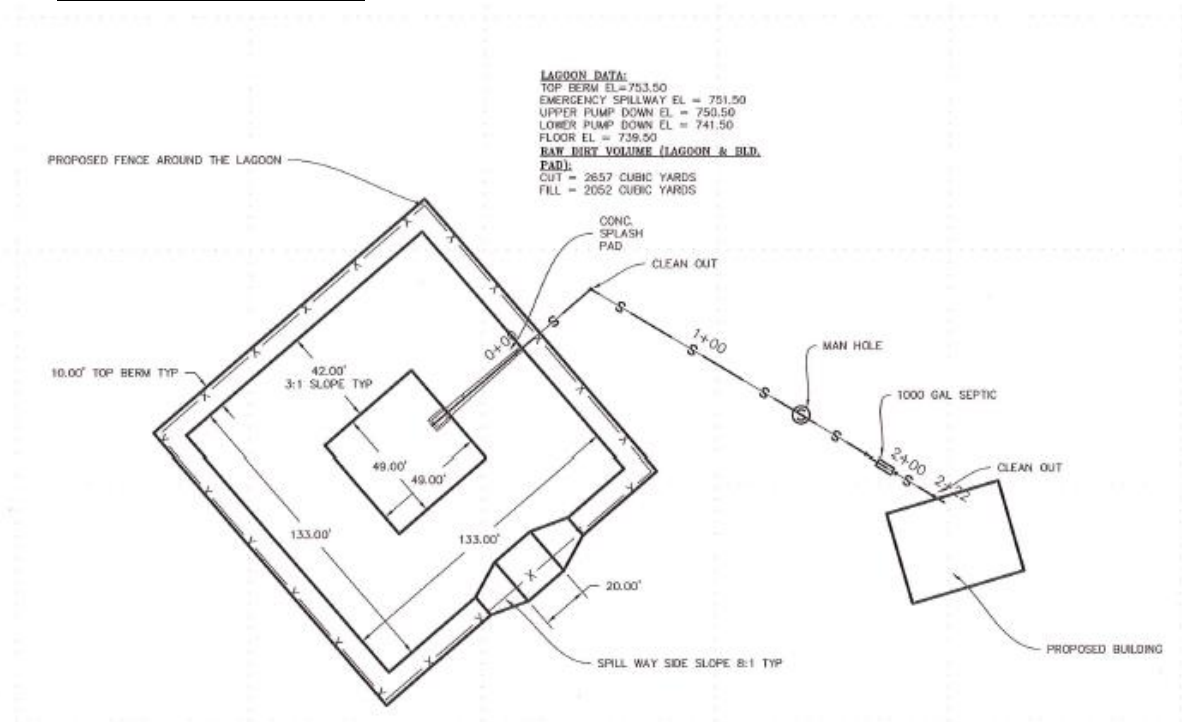 LAGOON DATA:
TOP BERM EL=753.50
EMERGENCY SPILLWAY EL = 751.50
UPPER PUMP DOWN EL = 750.50
LOWER PUMP DOWN EL = 741.50
FLOOR EL = 739.50
RAW DIRT VOLUME (LAGOON & BLD.
PAD):
CUT = 2657 CUBIC YARDS
FILL = 2052 CUBIC YARDS
PROPOSED FENCE AROUND THE LAGOON
CONC.
SPLASH
PAD
CLEAN OUT
S
S
0+00
1+00
S
MAN HOLE
10.00' TOP BERM TYP
42.00'
3:1 SLOPE TYP
S
1000 GAL SEPTIC
S
S
49.00'
49.00'
2+00
S
2+22
CLEAN OUT
133.00'
133.00'
20.00'
PROPOSED BUILDING
SPILL WAY SIDE SLOPE 8:1 TYP